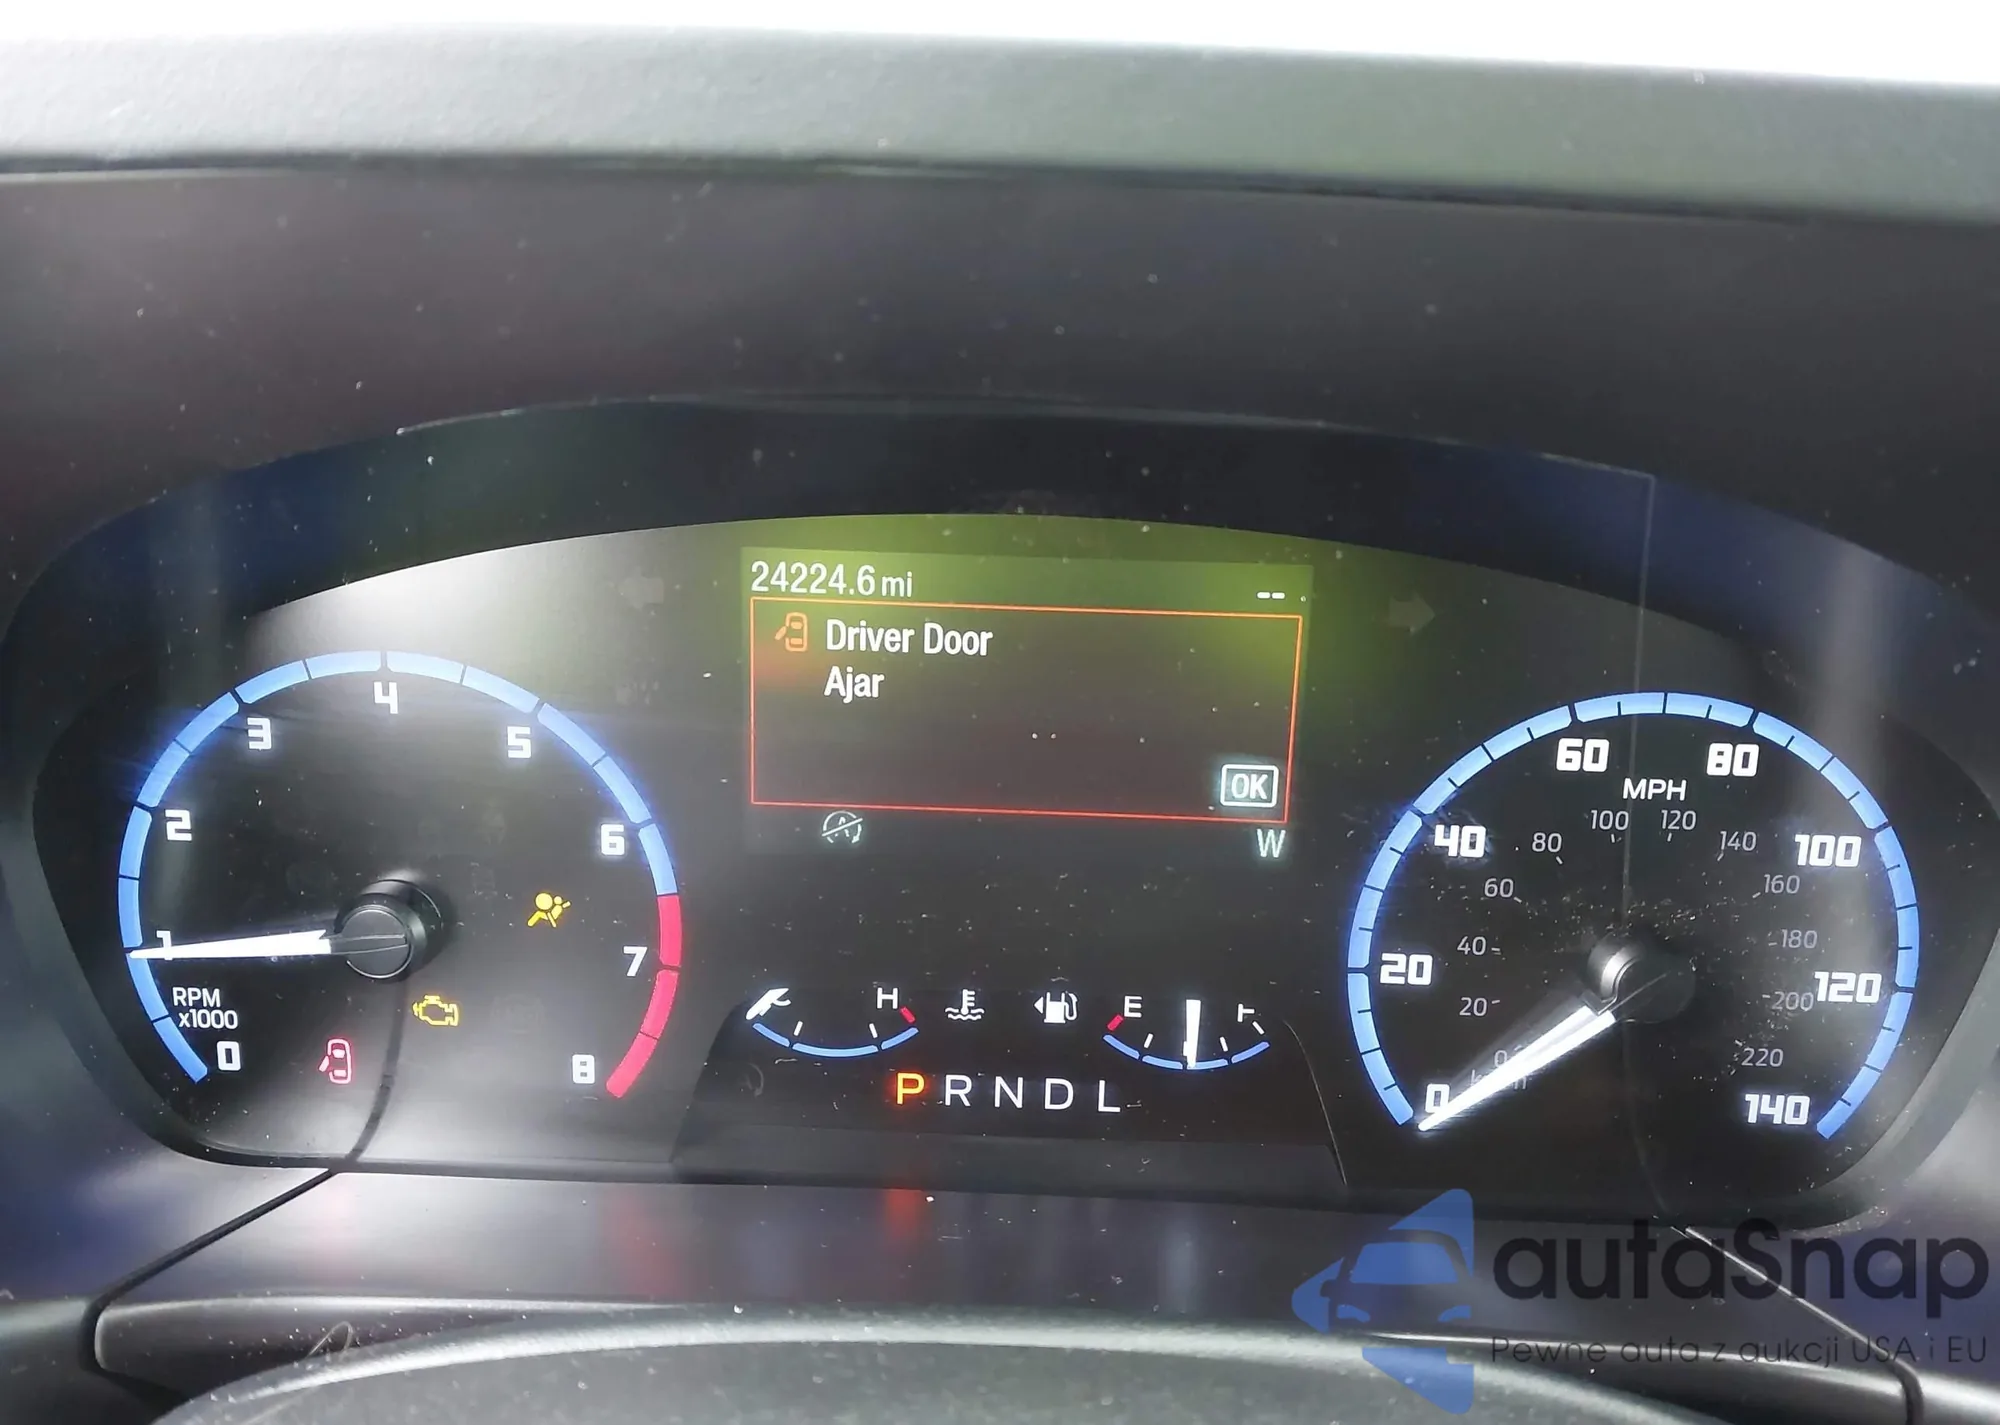 24224.6 mi
--
Driver Door
Ajar
OK
W
0
1
2
3
4
5
6
7
8
RPM
x1000
H
E
F
P R N D L
MPH
0
20
40
60
80
100
120
140
20
40
60
80
100
120
140
160
180
200
220
autaSnap
Pewne auta z aukcji USA i EU